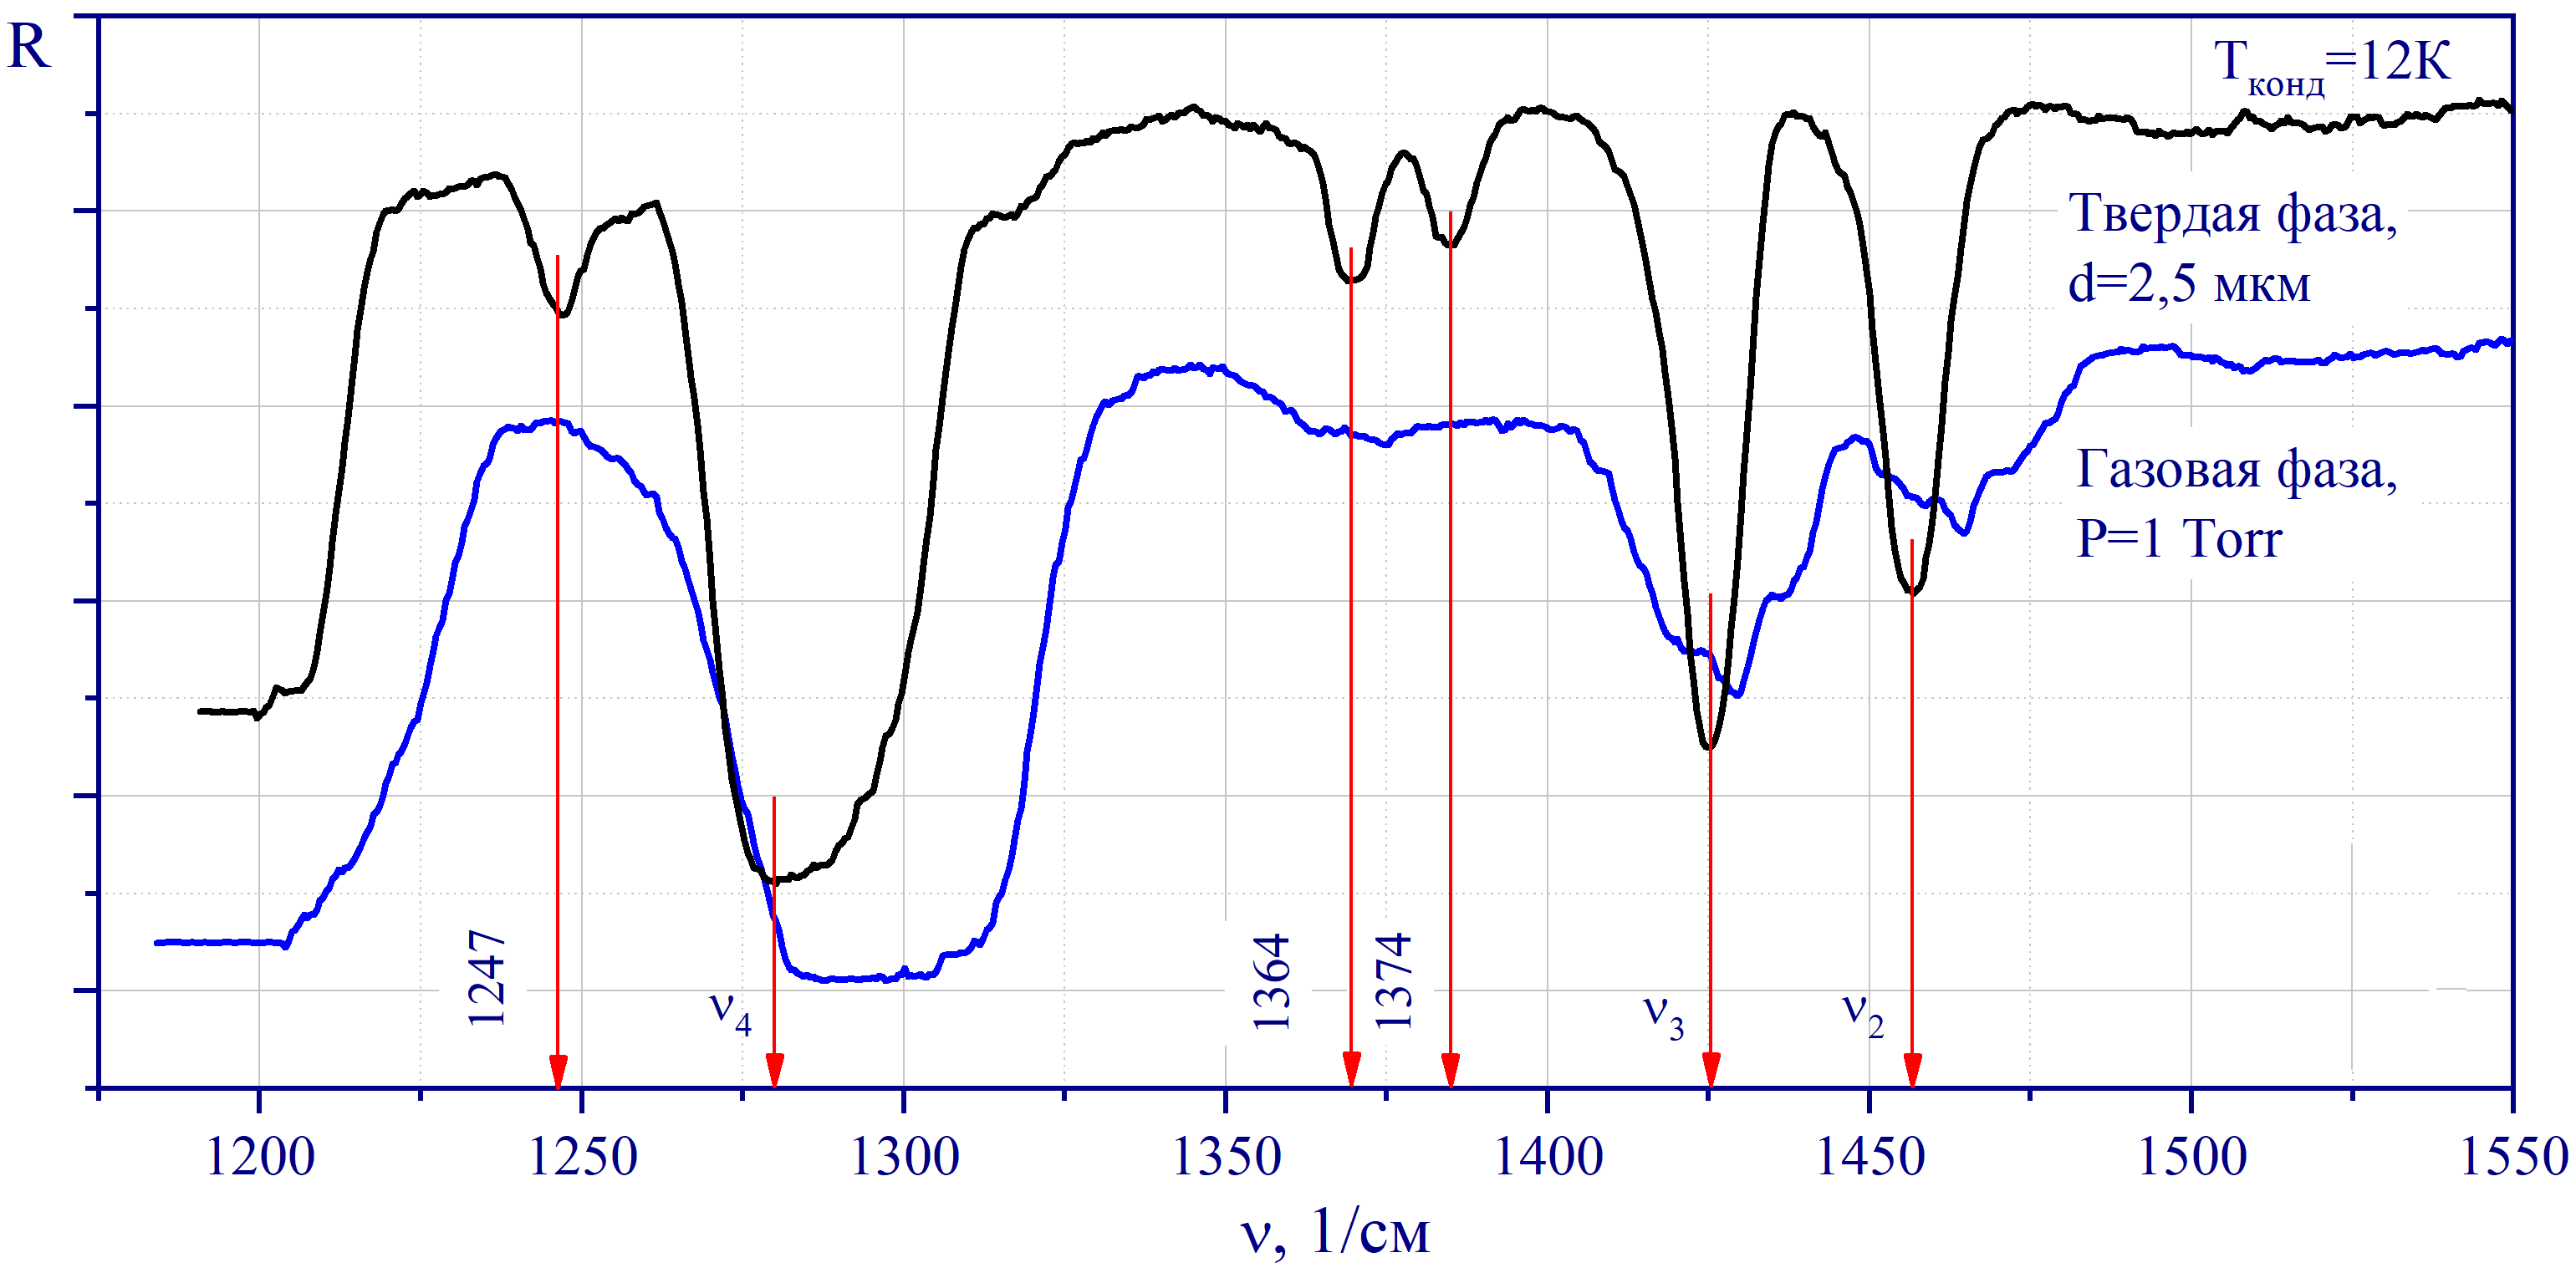 R
Tконд=12К
Твердая фаза,
d=2,5 мкм
Газовая фаза,
P=1 Torr
1247
ν4
1364
1374
ν3
ν2
1200 1250 1300 1350 1400 1450 1500 1550
ν, 1/см